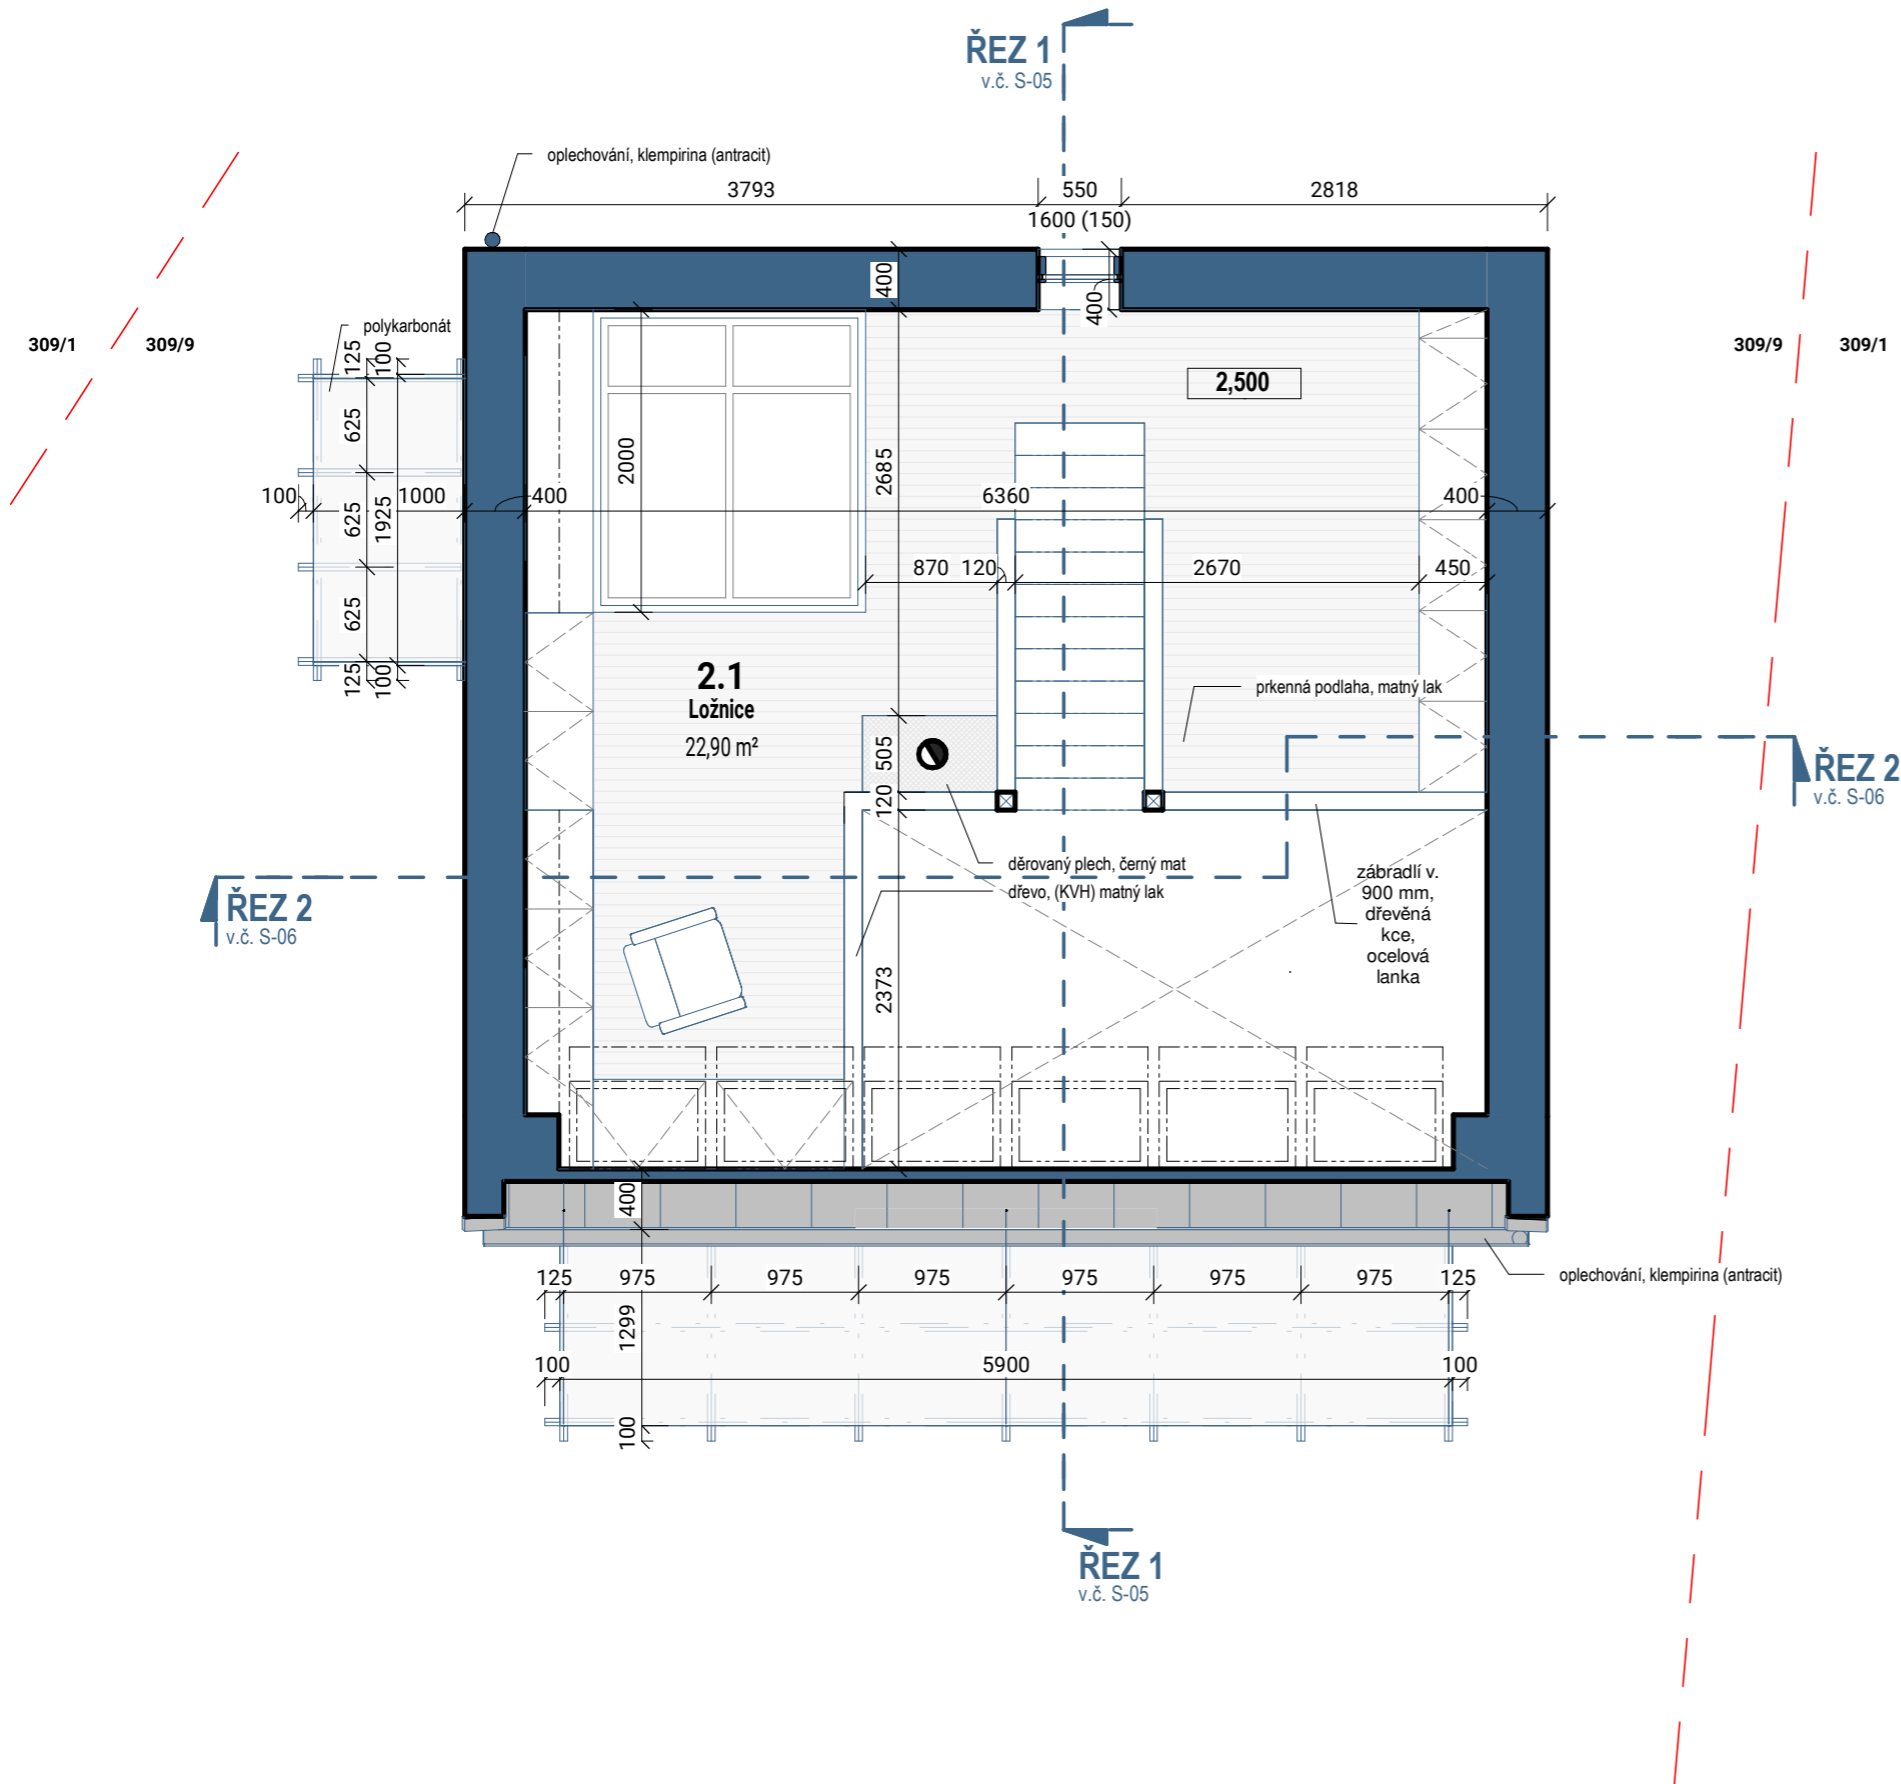 ŘEZ 1
v.č. S-05
oplechování, klempirina (antracit)
3793
550
2818
1600 (150)
400
400
polykarbonát
309/1
309/9
309/9
309/1
125
100
2,500
625
2000
2685
100
1000
400
6360
400
625
1925
870
120
2670
450
625
125
100
2.1
Ložnice
22,90 m²
prkenná podlaha, matný lak
505
120
ŘEZ 2
v.č. S-06
děrovaný plech, černý mat
dřevo, (KVH) matný lak
zábradlí v.
900 mm,
dřevěná
kce,
ocelová
lanka
ŘEZ 2
v.č. S-06
2373
400
125
975
975
975
975
975
975
125
oplechování, klempirina (antracit)
1299
100
5900
100
100
ŘEZ 1
v.č. S-05